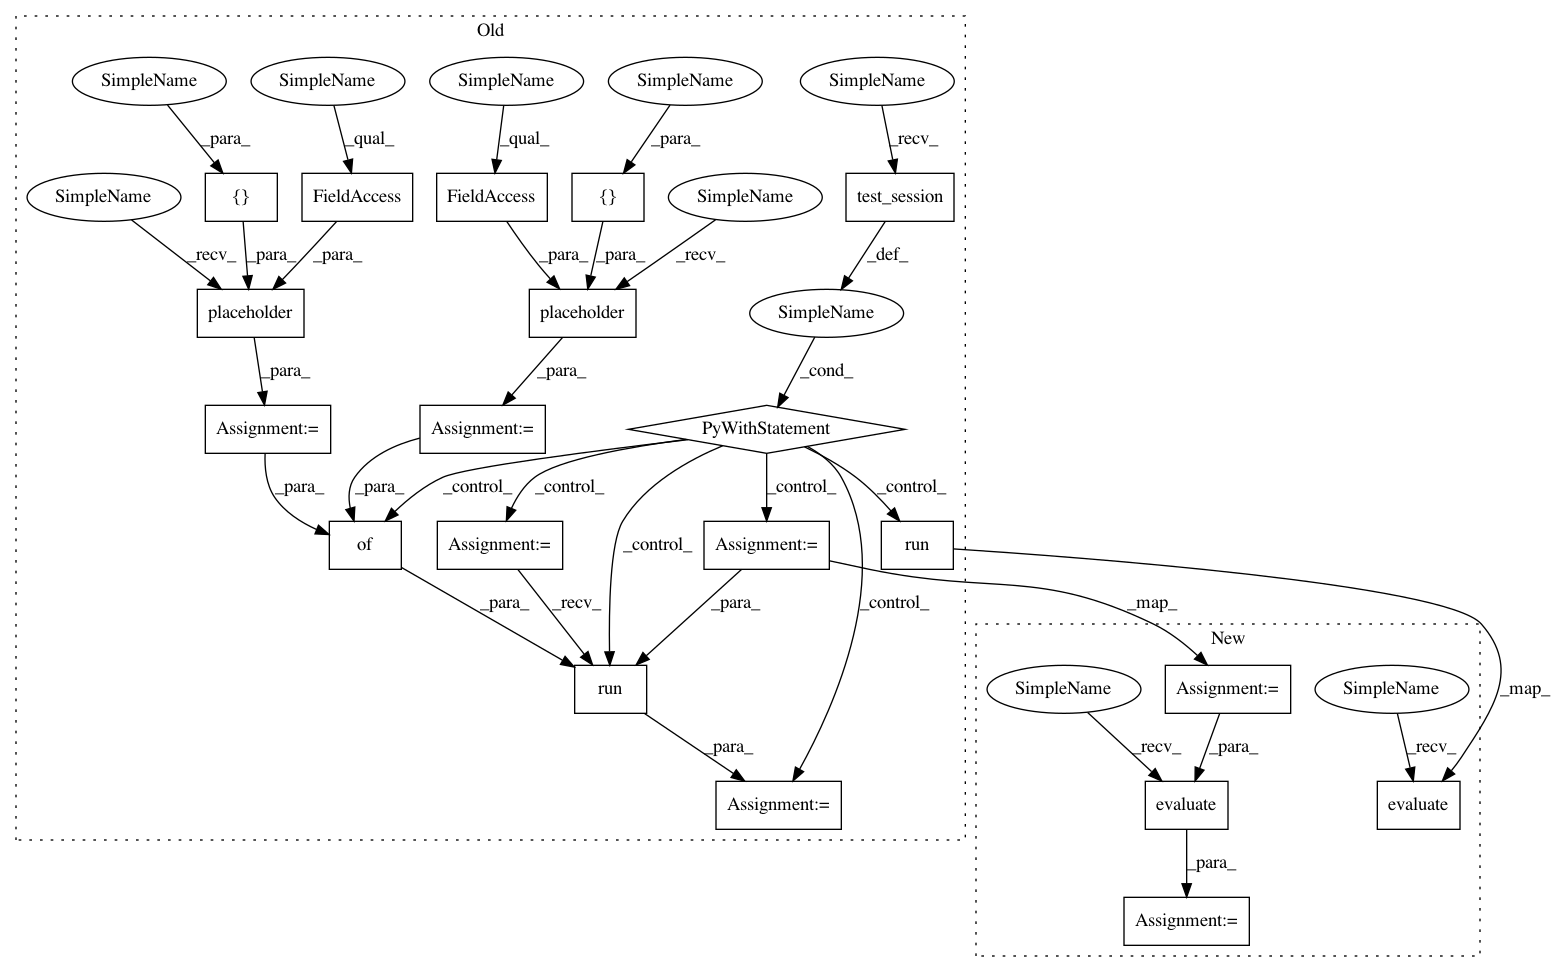 Old
SimpleName
SimpleName
SimpleName
SimpleName
SimpleName
_para_
_qual_
_qual_
_para_
_recv_
SimpleName
{}
FieldAccess
FieldAccess
{}
SimpleName
test_session
_recv_
_para_
_para_
_para_
_para_
_recv_
_def_
placeholder
placeholder
SimpleName
_para_
_para_
_cond_
Assignment:=
Assignment:=
PyWithStatement
_para_
_para_
_control_
_control_
_control_
_control_
of
Assignment:=
_control_
Assignment:=
run
_para_
_recv_
_para_
_control_
_map_
New
run
SimpleName
Assignment:=
SimpleName
_map_
_para_
_recv_
_para_
_recv_
Assignment:=
evaluate
evaluate
_para_
Assignment:=